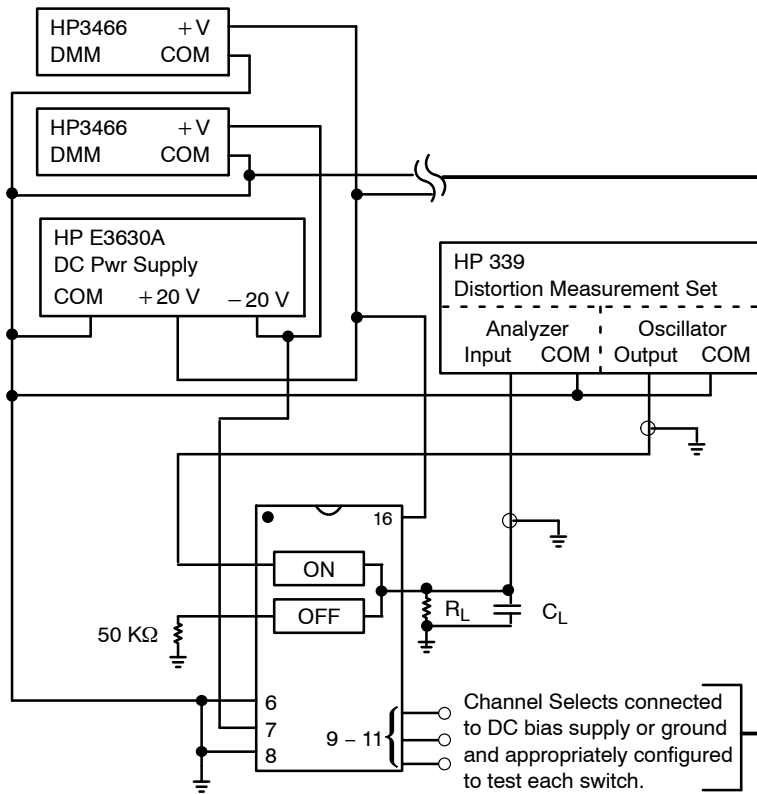 HP3466 +V
DMM COM
HP3466 +V
DMM COM
HP E3630A
DC Pwr Supply
COM +20 V −20 V
HP 339
Distortion Measurement Set
Analyzer Oscillator
Input COM Output COM
16
ON
OFF
50 KΩ
RL
CL
6
7
8
9 − 11
Channel Selects connected
to DC bias supply or ground
and appropriately configured
to test each switch.